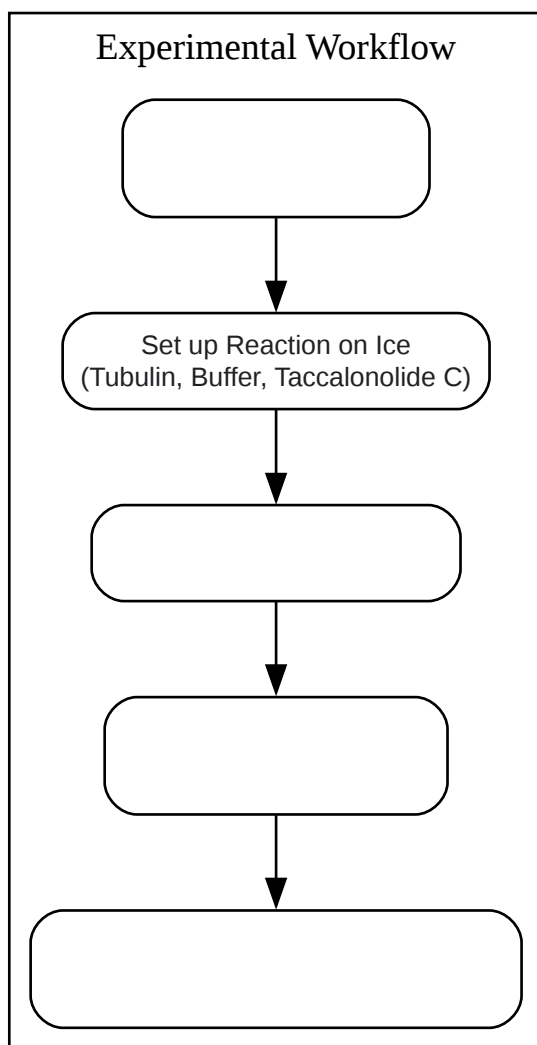 Experimental Workflow
Set up Reaction on Ice
(Tubulin, Buffer, Taccalonolide C)